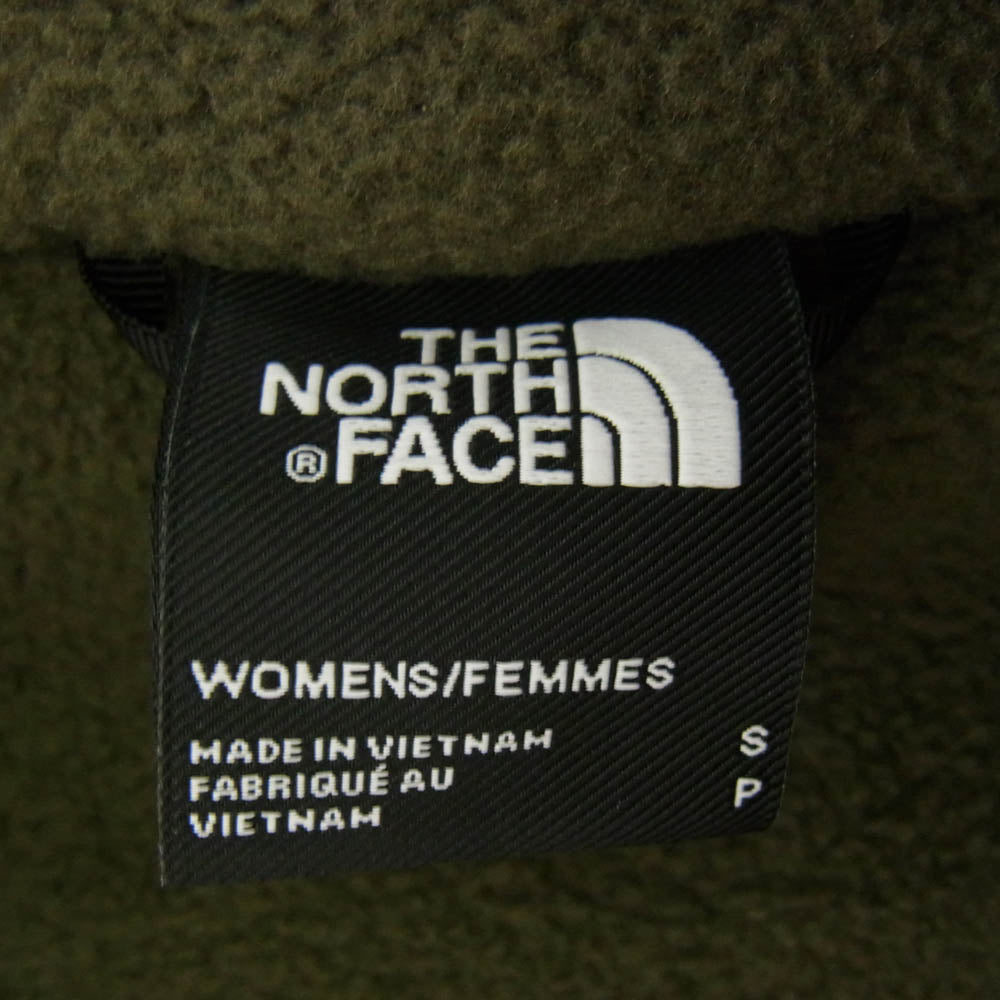 THE
NORTH
® FACE
WOMENS/FEMMES
MADE IN VIETNAM S
FABRIQUÉ AU P
VIETNAM